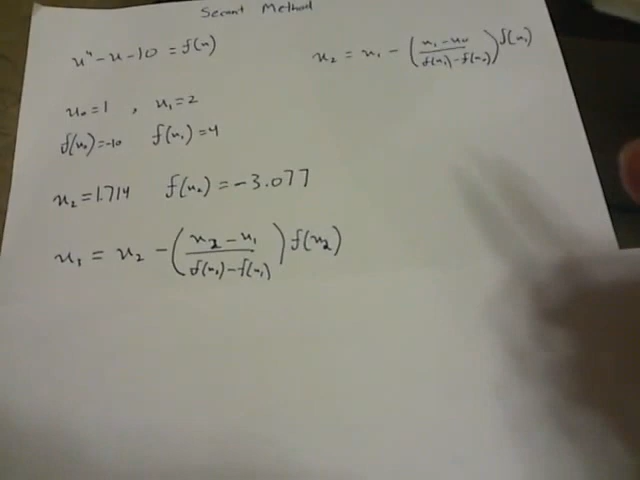 Secant Method
x⁴ - x - 10 = f(x)
x₂ = x₁ - ((x₁ - x₀)/(f(x₁) - f(x₀))) f(x₁)
x₀ = 1 , x₁ = 2
f(x₀) = -10 f(x₁) = 4
x₂ = 1.714 f(x₂) = -3.077
x₃ = x₂ - ((x₂ - x₁)/(f(x₂) - f(x₁))) f(x₂)